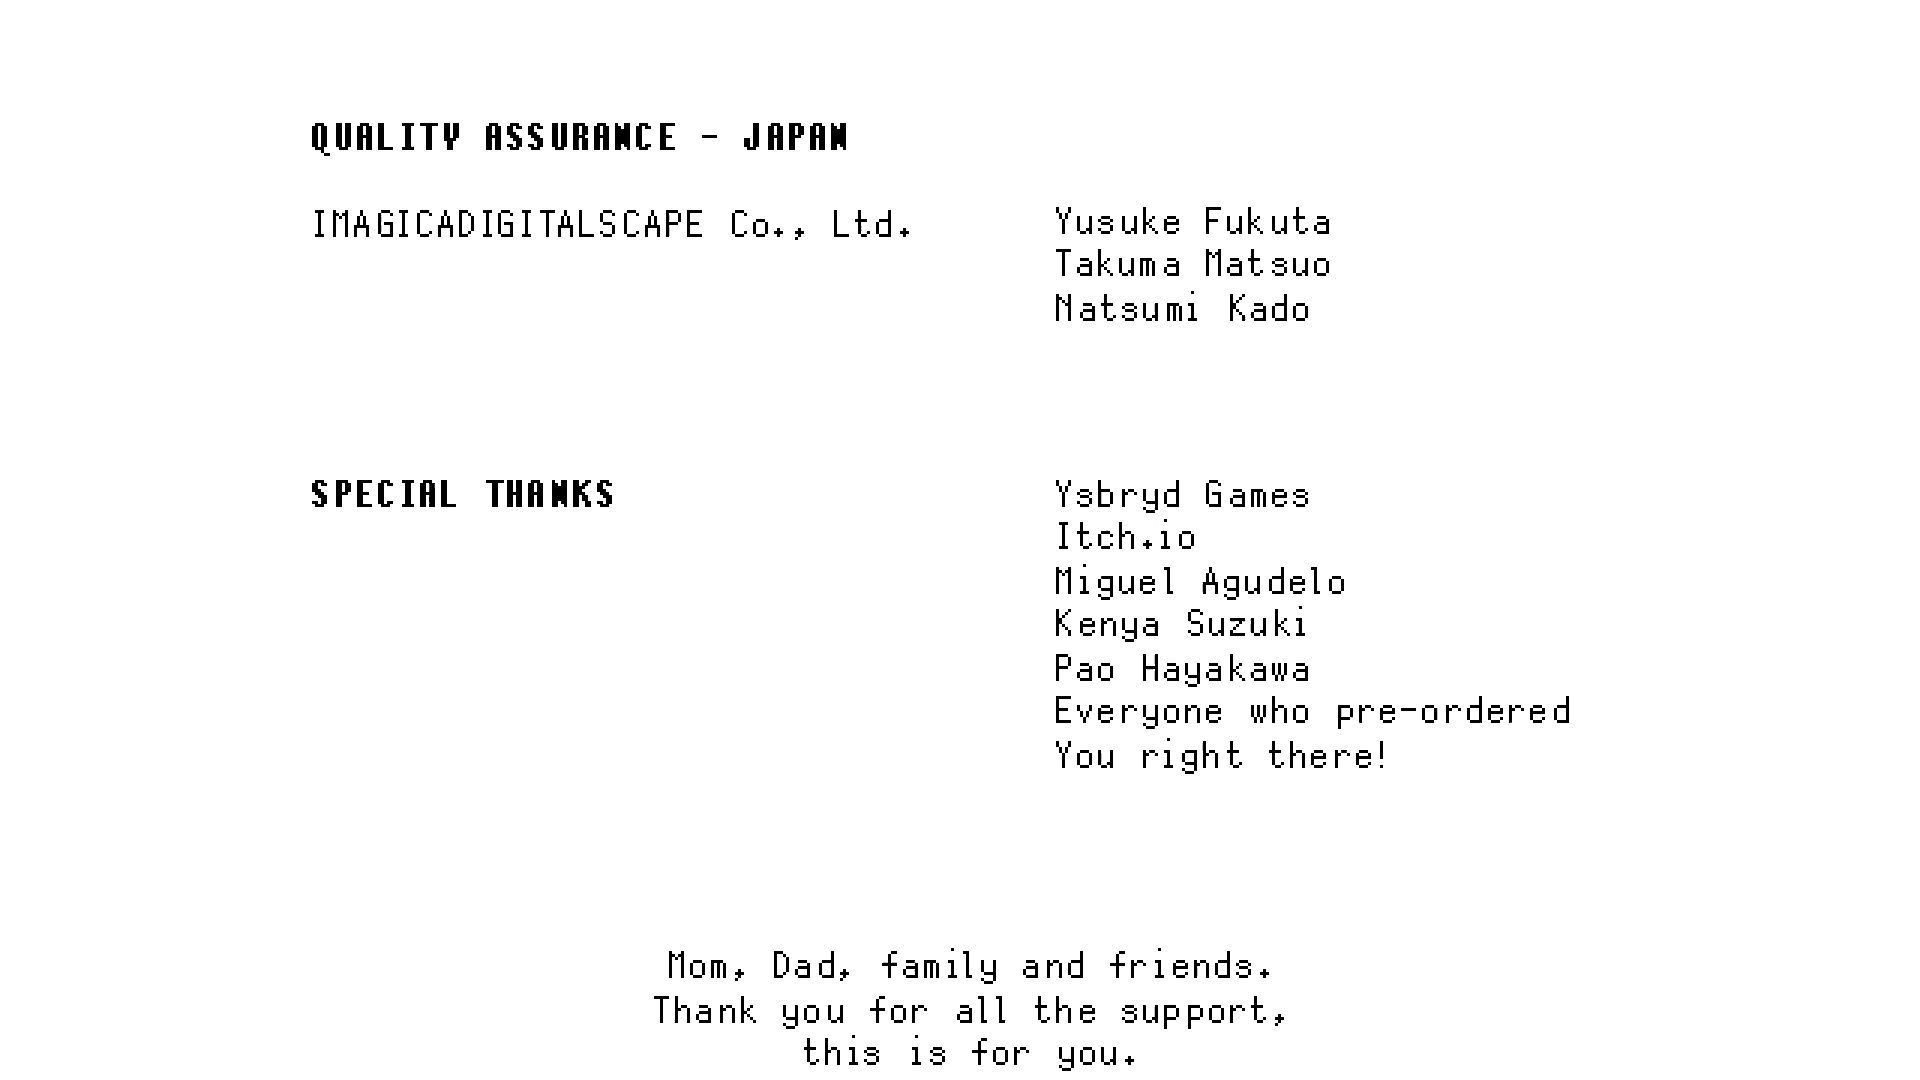 QUALITY ASSURANCE - JAPAN
IMAGICADIGITALSCAPE Co., Ltd.
Yusuke Fukuta
Takuma Matsuo
Natsumi Kado
SPECIAL THANKS
Ysbryd Games
Itch.io
Miguel Agudelo
Kenya Suzuki
Pao Hayakawa
Everyone who pre-ordered
You right there!
Mom, Dad, family and friends.
Thank you for all the support,
this is for you.